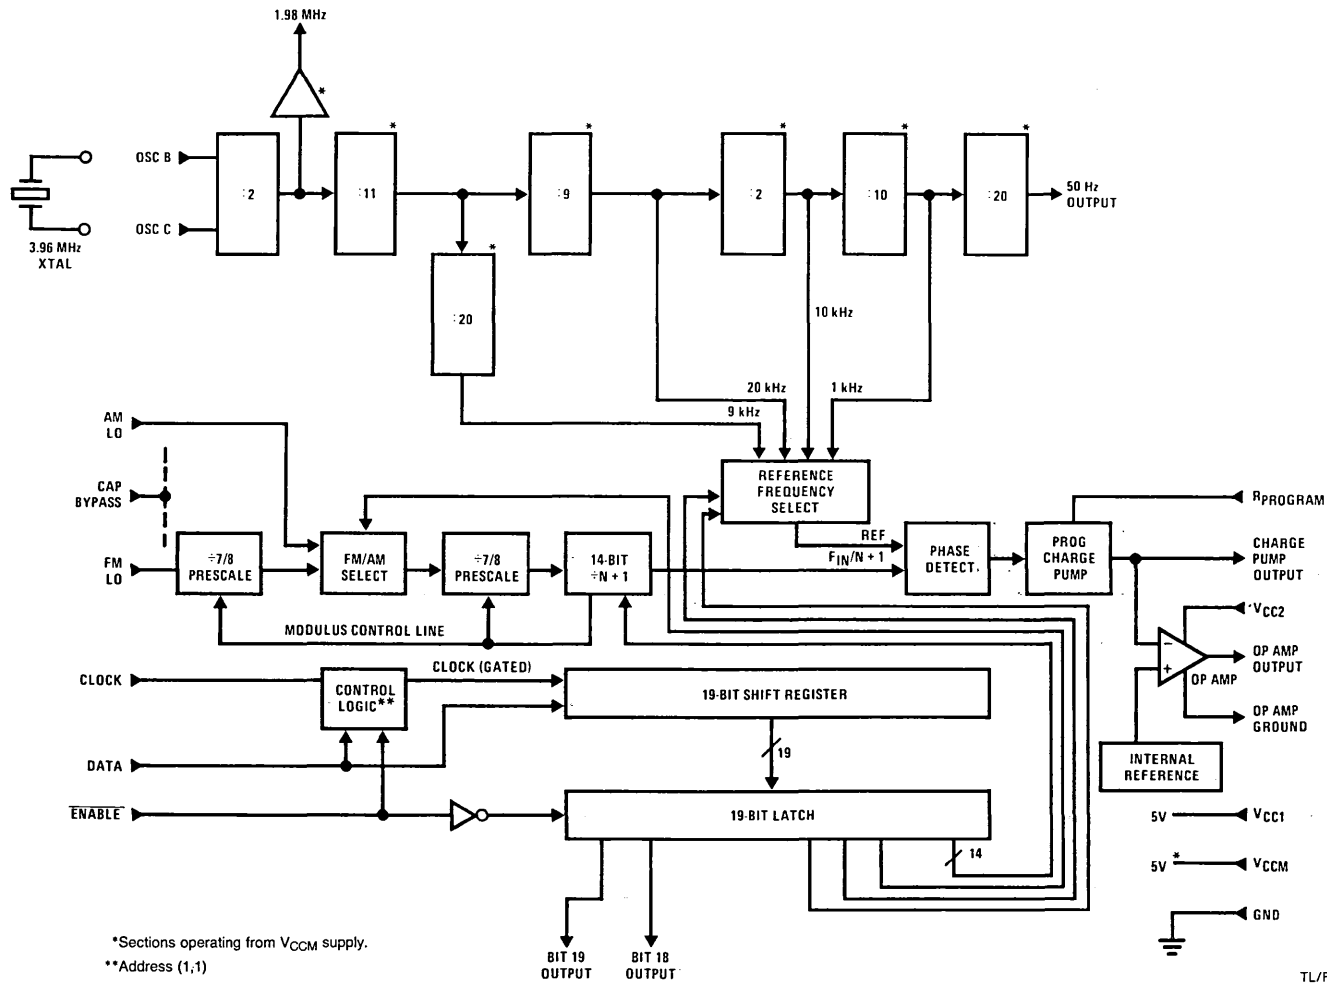 1.98 MHz
*
*
*
*
*
*
OSC B
OSC C
3.96 MHz
XTAL
:2
:11
:9
:2
:10
:20
50 Hz
OUTPUT
*
:20
10 kHz
20 kHz
1 kHz
9 kHz
AM
LO
CAP
BYPASS
FM
LO
÷7/8
PRESCALE
FM/AM
SELECT
÷7/8
PRESCALE
14-BIT
÷N + 1
REFERENCE
FREQUENCY
SELECT
REF
FIN/N + 1
PHASE
DETECT.
PROG
CHARGE
PUMP
RPROGRAM
CHARGE
PUMP
OUTPUT
VCC2
−
+
OP AMP
OP AMP
OUTPUT
OP AMP
GROUND
INTERNAL
REFERENCE
MODULUS CONTROL LINE
CLOCK
CONTROL
LOGIC**
CLOCK (GATED)
19-BIT SHIFT REGISTER
19
DATA
ENABLE
19-BIT LATCH
14
5V
VCC1
5V *
VCCM
GND
BIT 19
OUTPUT
BIT 18
OUTPUT
*Sections operating from VCCM supply.
**Address (1,1)
TL/F